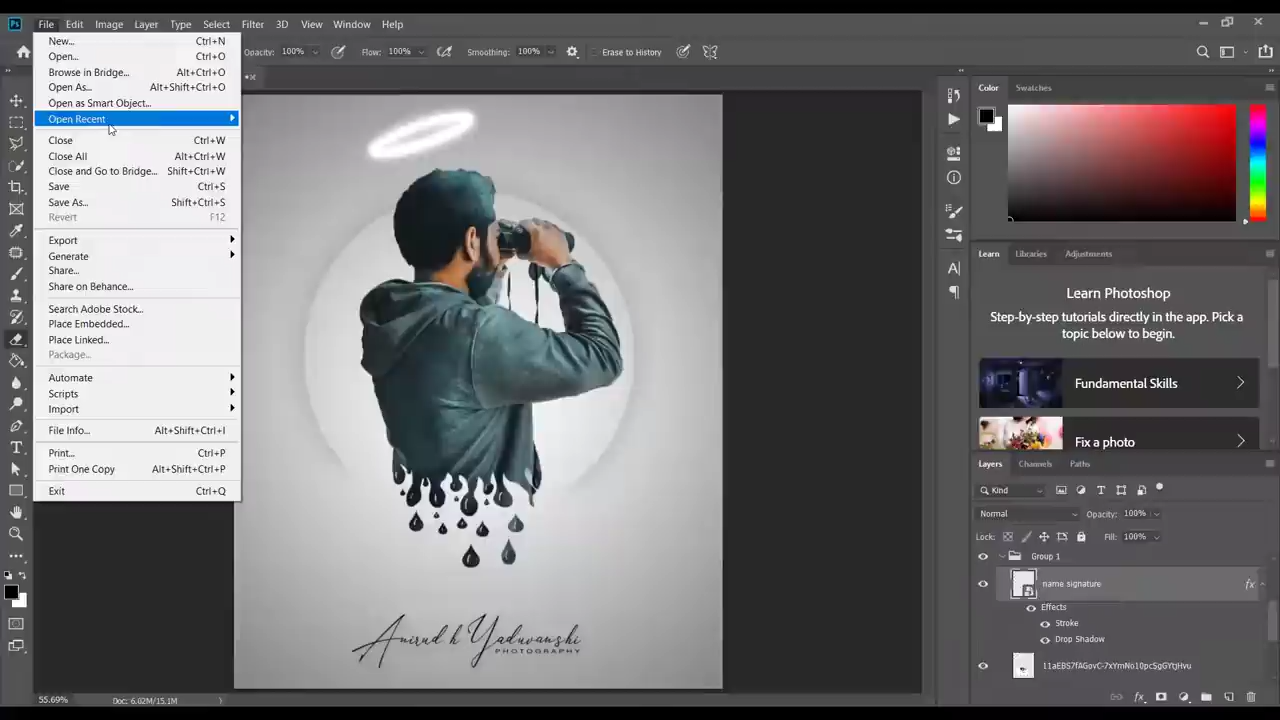 File Edit Image Layer Type Select Filter 3D View Window Help
Opacity: 100% Flow: 100% Smoothing: 100% Erase to History
New... Ctrl+N
Open... Ctrl+O
Browse in Bridge... Alt+Ctrl+O
Open As... Alt+Shift+Ctrl+O
Open as Smart Object...
Open Recent
Close Ctrl+W
Close All Alt+Ctrl+W
Close and Go to Bridge... Shift+Ctrl+W
Save Ctrl+S
Save As... Shift+Ctrl+S
Revert F12
Export
Generate
Share...
Share on Behance...
Search Adobe Stock...
Place Embedded...
Place Linked...
Package...
Automate
Scripts
Import
File Info... Alt+Shift+Ctrl+I
Print... Ctrl+P
Print One Copy Alt+Shift+Ctrl+P
Exit Ctrl+Q
Anirudh Yaduvanshi
PHOTOGRAPHY
55.69% Doc: 6.02M/15.1M
Color Swatches
Learn Libraries Adjustments
Learn Photoshop
Step-by-step tutorials directly in the app. Pick a
topic below to begin.
Fundamental Skills
Fix a photo
Layers Channels Paths
Kind
Normal Opacity: 100%
Lock: Fill: 100%
Group 1
name signature fx
Effects
Stroke
Drop Shadow